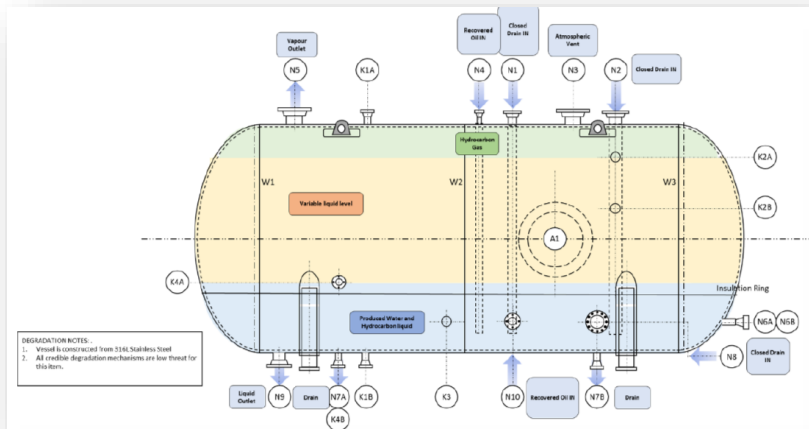 Vapour
Outlet
Recovered
Oil IN
Closed
Drain IN
Atmospheric
Vent
N5
K1A
N4
N1
N3
N2
Closed Drain IN
Hydrocarbon
Gas
K2A
W1
W2
W3
Variable liquid level
K2B
A1
K4A
Insulation Ring
Produced Water and
Hydrocarbon liquid
N6A
N6B
DEGRADATION NOTES:
1. Vessel is constructed from 316L Stainless Steel
2. All credible degradation mechanisms are low threat for
this item.
N8
Closed Drain
IN
Liquid
Outlet
N9
Drain
N7A
K1B
K3
N10
Recovered Oil IN
N7B
Drain
K4B